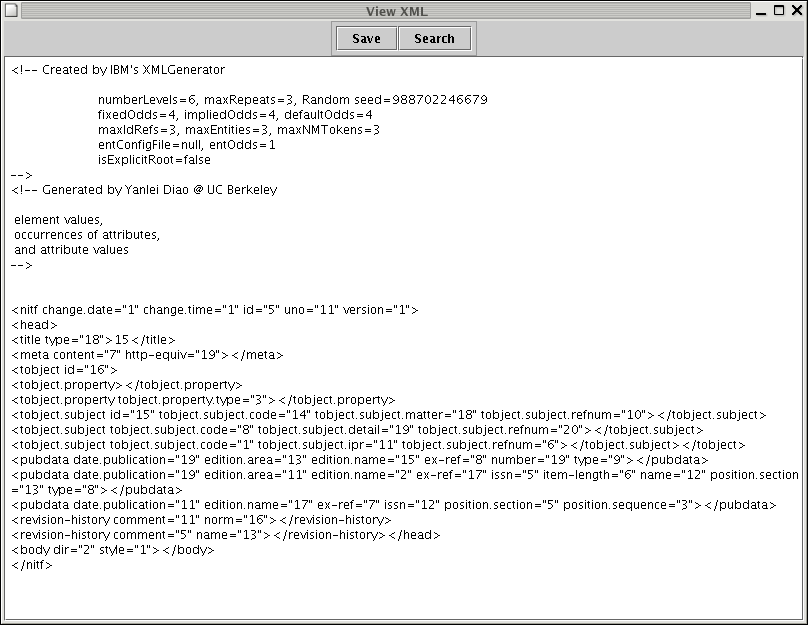 View XML
Save Search
<!-- Created by IBM's XMLGenerator
numberLevels=6, maxRepeats=3, Random seed=988702246679
fixedOdds=4, impliedOdds=4, defaultOdds=4
maxIdRefs=3, maxEntities=3, maxNMTokens=3
entConfigFile=null, entOdds=1
isExplicitRoot=false
-->
<!-- Generated by Yanlei Diao @ UC Berkeley
element values,
occurrences of attributes,
and attribute values
-->
<nitf change.date="1" change.time="1" id="5" uno="11" version="1">
<head>
<title type="18">15</title>
<meta content="7" http-equiv="19"></meta>
<tobject id="16">
<tobject.property></tobject.property>
<tobject.property tobject.property.type="3"></tobject.property>
<tobject.subject id="15" tobject.subject.code="14" tobject.subject.matter="18" tobject.subject.refnum="10"></tobject.subject>
<tobject.subject tobject.subject.code="8" tobject.subject.detail="19" tobject.subject.refnum="20"></tobject.subject>
<tobject.subject tobject.subject.code="1" tobject.subject.ipr="11" tobject.subject.refnum="6"></tobject.subject></tobject>
<pubdata date.publication="19" edition.area="13" edition.name="15" ex-ref="8" number="19" type="9"></pubdata>
<pubdata date.publication="19" edition.area="11" edition.name="2" ex-ref="17" issn="5" item-length="6" name="12" position.section
="13" type="8"></pubdata>
<pubdata date.publication="11" edition.name="17" ex-ref="7" issn="12" position.section="5" position.sequence="3"></pubdata>
<revision-history comment="11" norm="16"></revision-history>
<revision-history comment="5" name="13"></revision-history></head>
<body dir="2" style="1"></body>
</nitf>